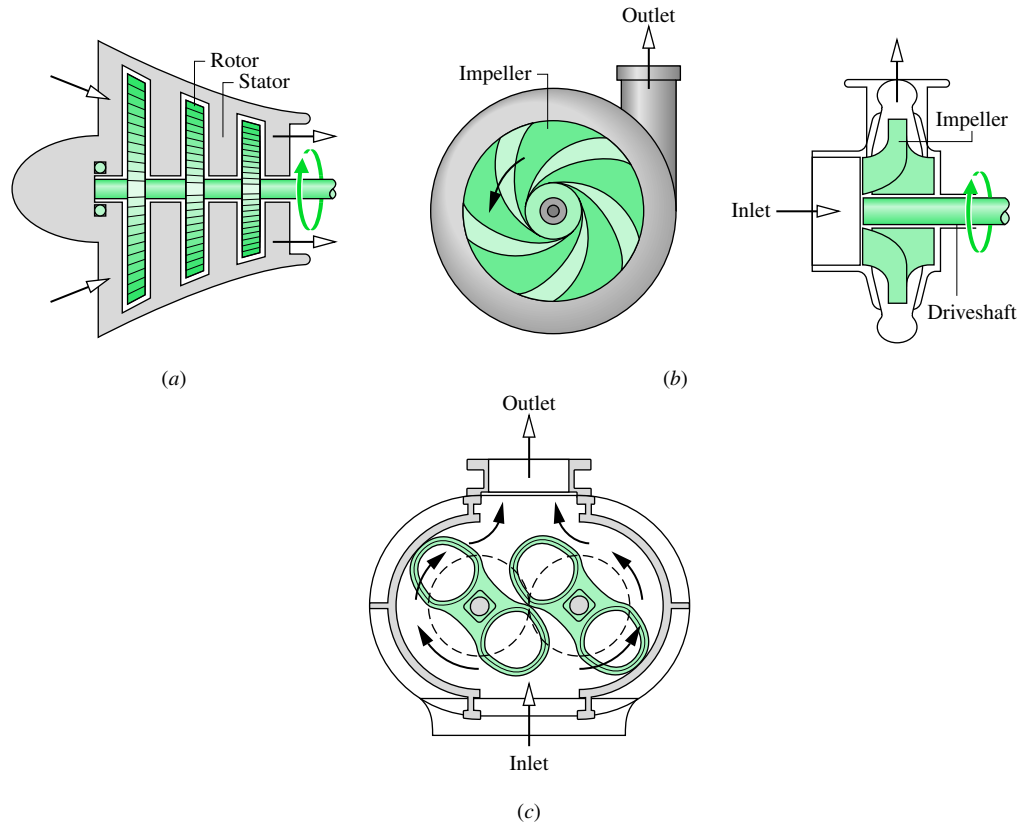 Rotor
Stator
(a)
Outlet
Impeller
Impeller
Inlet
Driveshaft
(b)
Outlet
Inlet
(c)